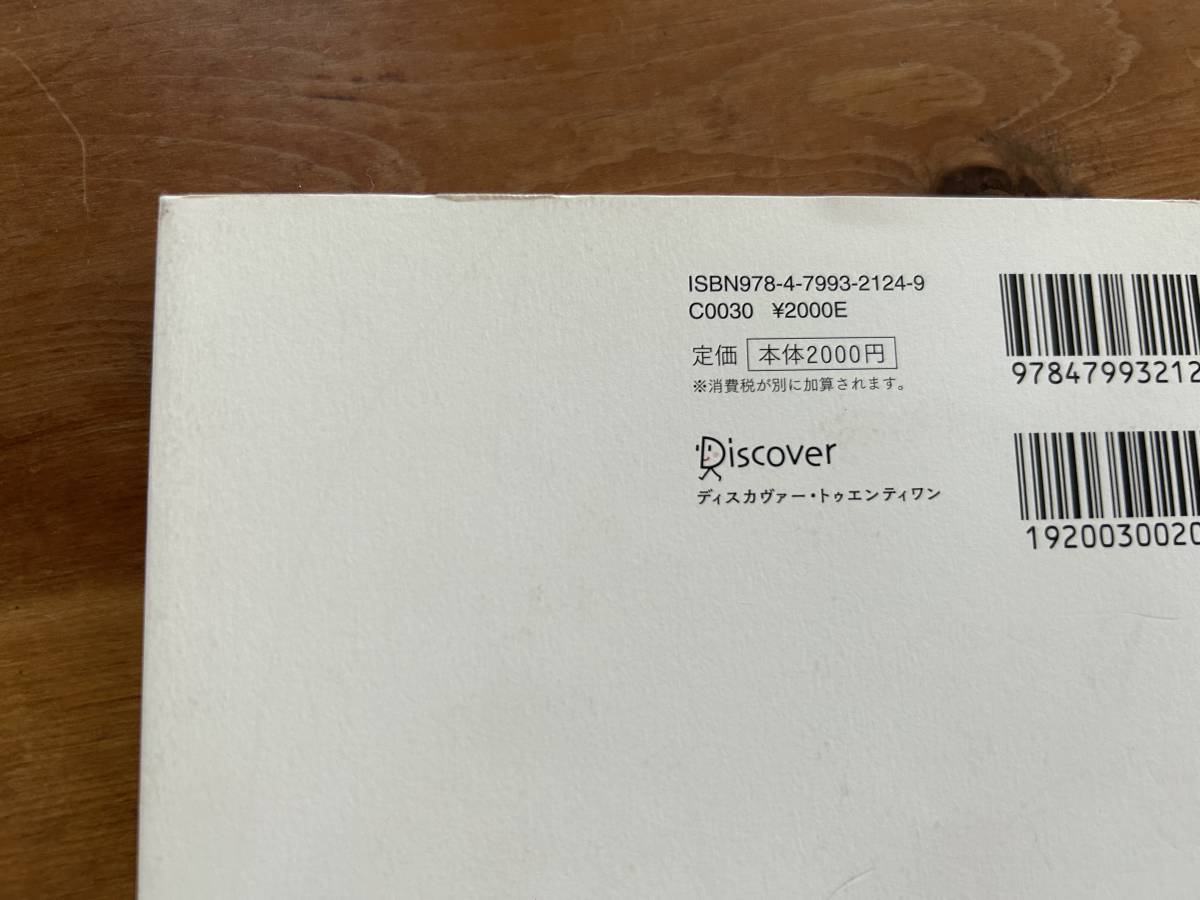 ISBN978-4-7993-2124-9
C0030 ¥2000E
定価 本体2000円
※消費税が別に加算されます。
Discover
ディスカヴァー・トゥエンティワン
97847993212
1920030020